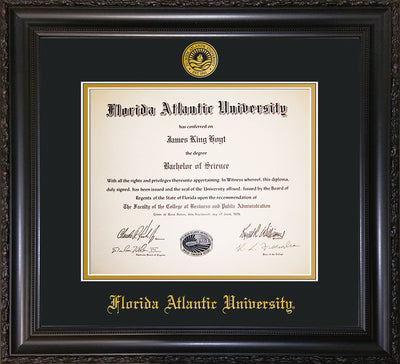 Florida Atlantic University
has conferred on
James King Hoyt
the degree
Bachelor of Science
With all the rights and privileges thereunto appertaining. In Witness whereof, this diploma,
duly signed, has been issued and the seal of the University affixed. Issued by the Board of
Regents of the State of Florida upon the recommendation of
The Faculty of the College of Business and Public Administration
Florida Atlantic University